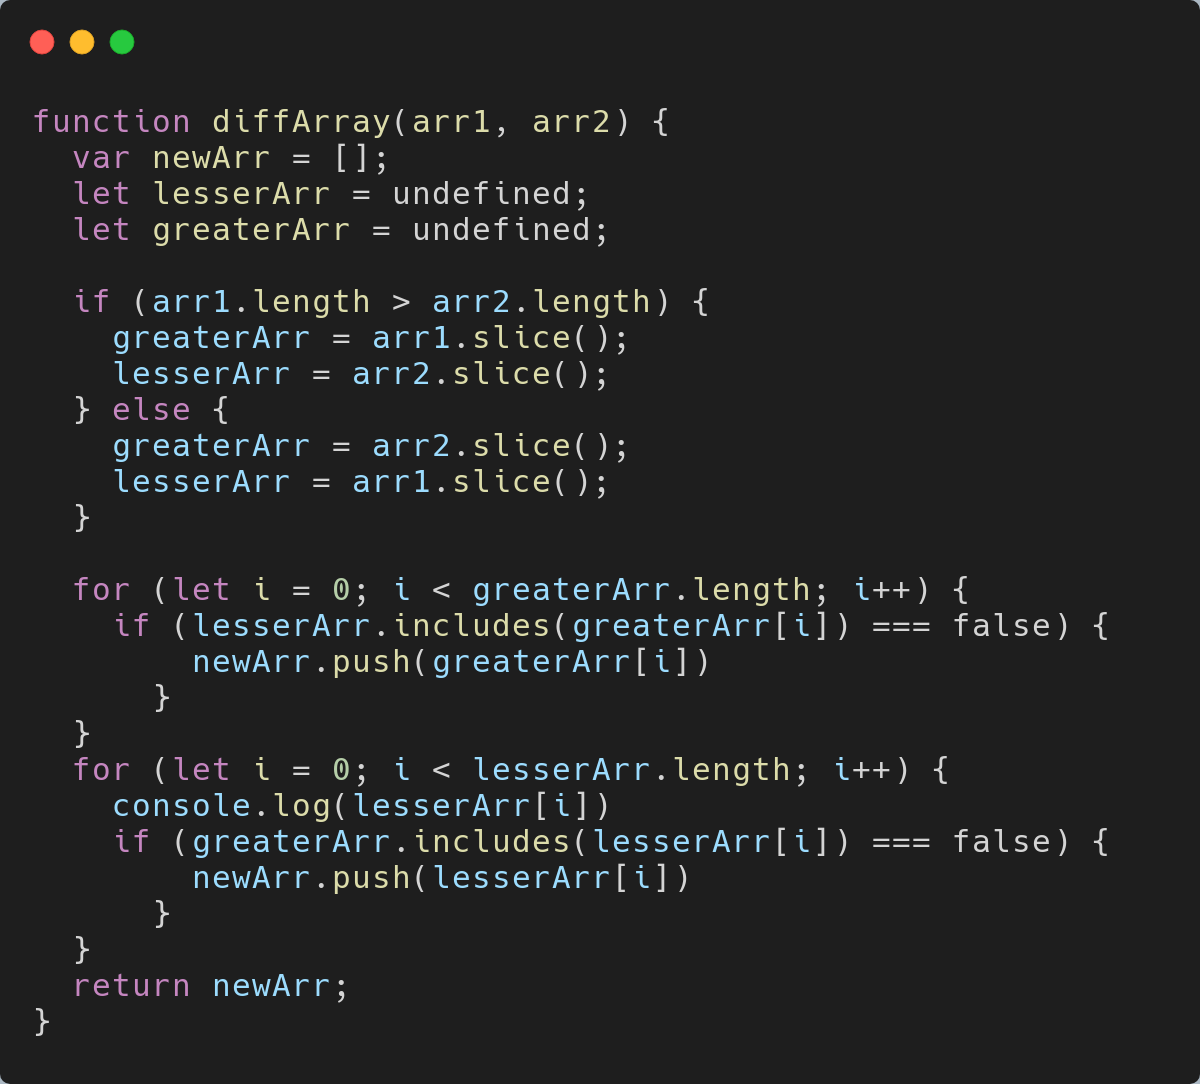 function diffArray(arr1, arr2) {
  var newArr = [];
  let lesserArr = undefined;
  let greaterArr = undefined;

  if (arr1.length > arr2.length) {
    greaterArr = arr1.slice();
    lesserArr = arr2.slice();
  } else {
    greaterArr = arr2.slice();
    lesserArr = arr1.slice();
  }

  for (let i = 0; i < greaterArr.length; i++) {
    if (lesserArr.includes(greaterArr[i]) === false) {
        newArr.push(greaterArr[i])
      }
  }
  for (let i = 0; i < lesserArr.length; i++) {
    console.log(lesserArr[i])
    if (greaterArr.includes(lesserArr[i]) === false) {
        newArr.push(lesserArr[i])
      }
  }
  return newArr;
}